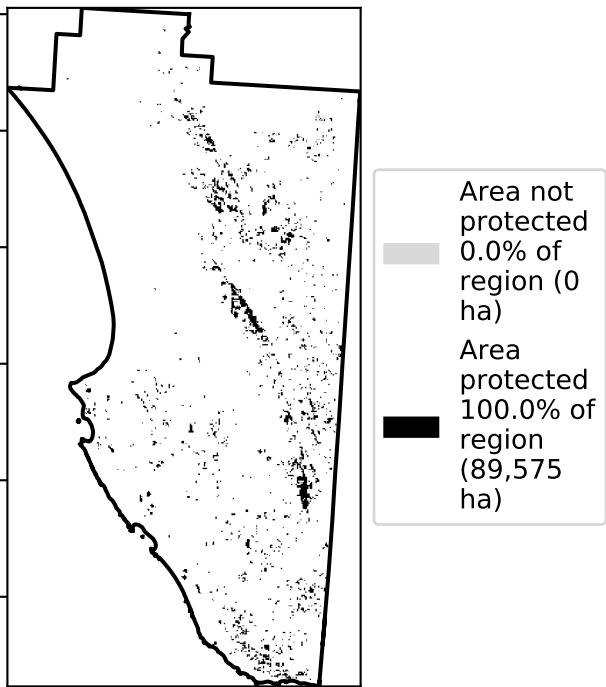 Area not
protected
0.0% of
region (0
ha)
Area
protected
100.0% of
region
(89,575
ha)